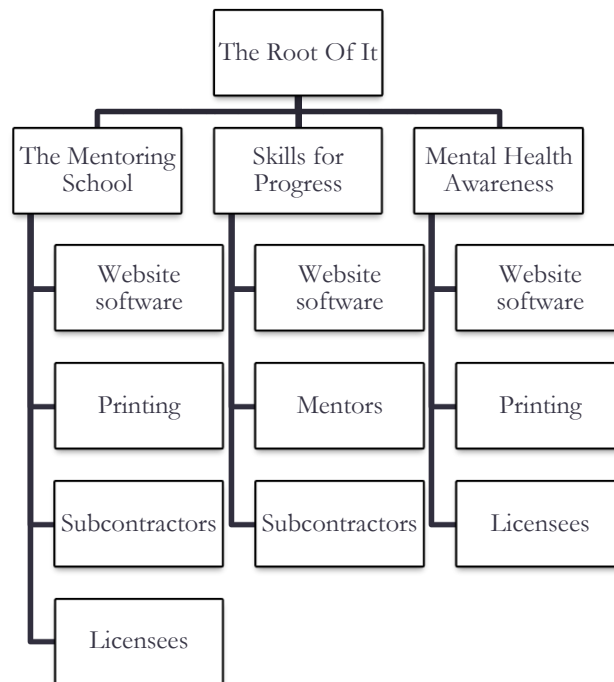 The Root Of It
The Mentoring
School
Skills for
Progress
Mental Health
Awareness
Website
software
Printing
Subcontractors
Licensees
Website
software
Mentors
Subcontractors
Website
software
Printing
Licensees